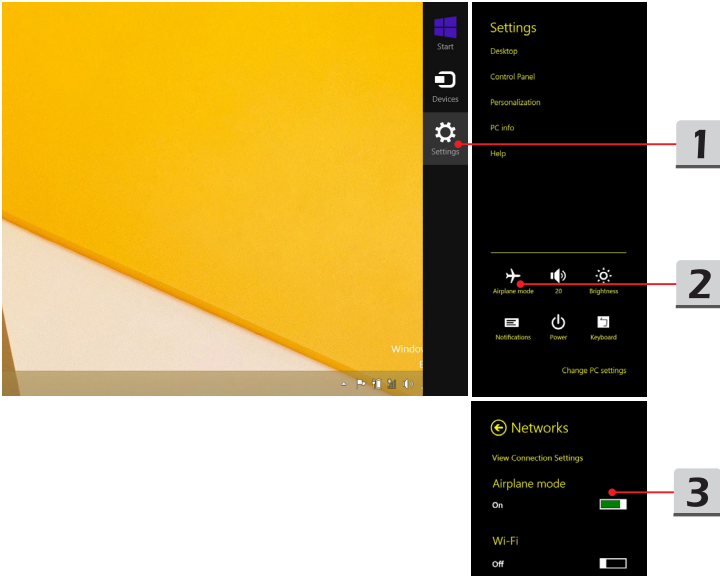 Start
Devices
Settings
Windo
Settings
Desktop
Control Panel
Personalization
PC info
Help
Airplane mode
20
Brightness
Notifications
Power
Keyboard
Change PC settings
1
2
Networks
View Connection Settings
Airplane mode
On
Wi-Fi
Off
3